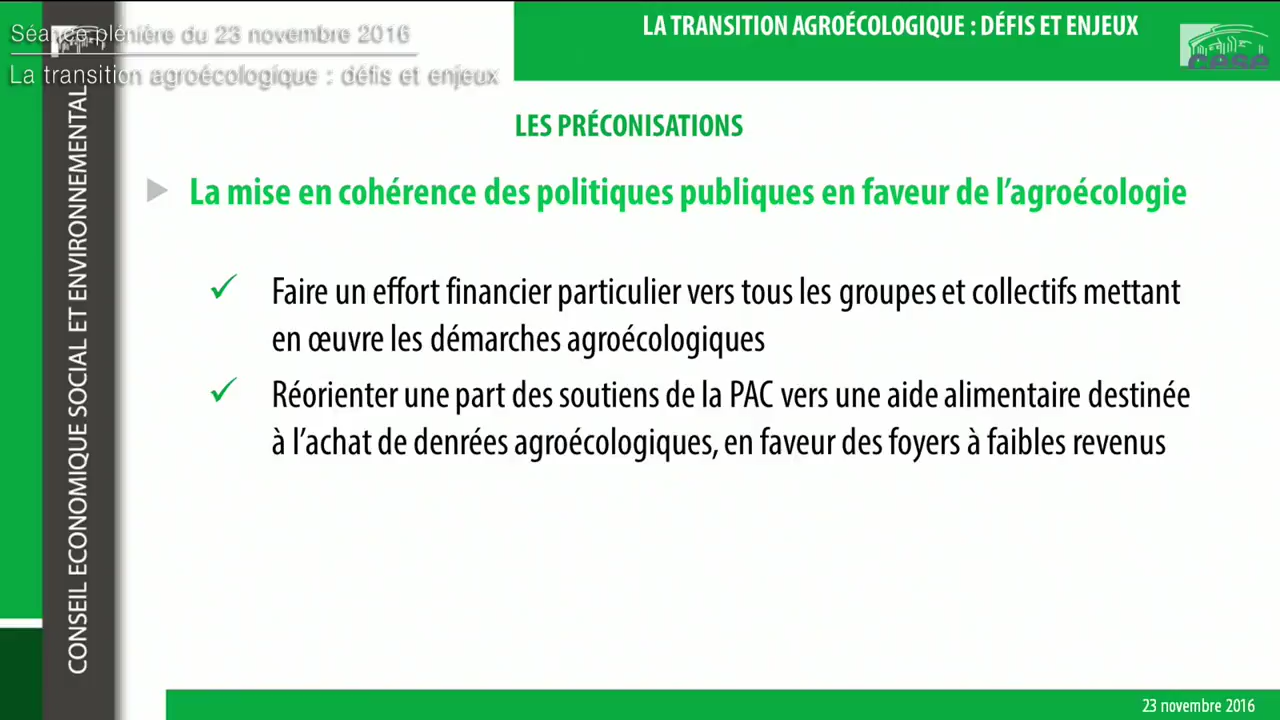 Séance plénière du 23 novembre 2016
La transition agroécologique : défis et enjeux
LA TRANSITION AGROÉCOLOGIQUE : DÉFIS ET ENJEUX
cese
CONSEIL ECONOMIQUE SOCIAL ET ENVIRONNEMENTAL
LES PRÉCONISATIONS
La mise en cohérence des politiques publiques en faveur de l’agroécologie
Faire un effort financier particulier vers tous les groupes et collectifs mettant
en œuvre les démarches agroécologiques
Réorienter une part des soutiens de la PAC vers une aide alimentaire destinée
à l’achat de denrées agroécologiques, en faveur des foyers à faibles revenus
23 novembre 2016